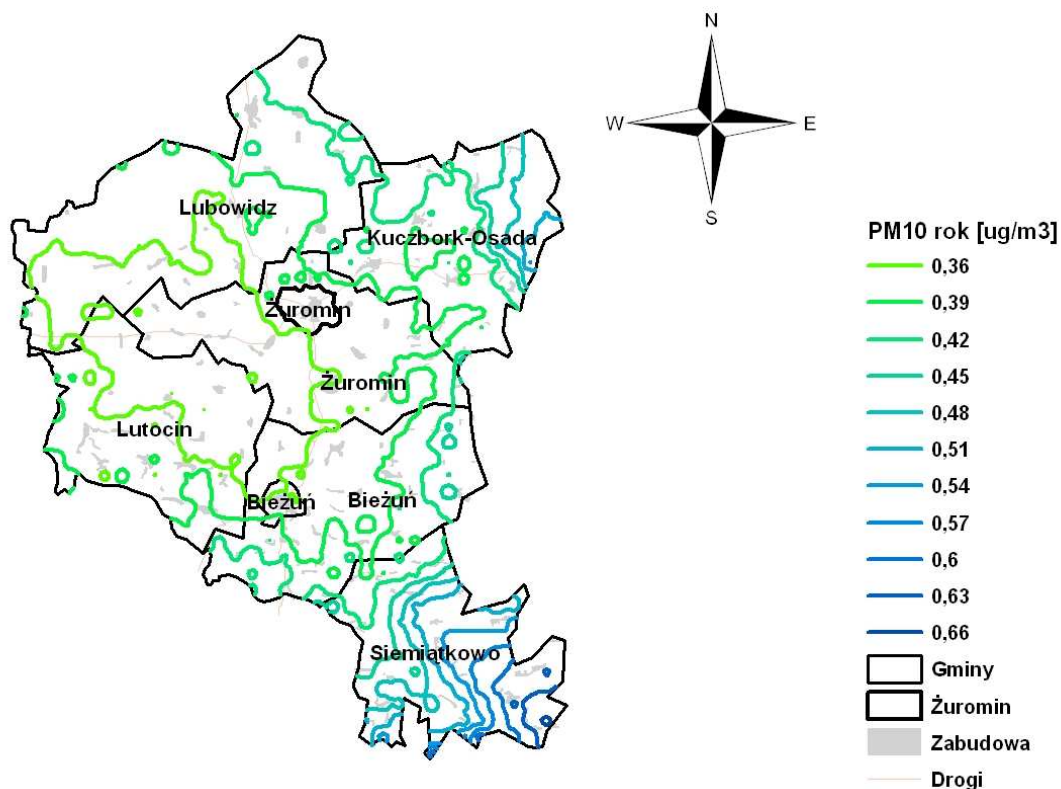 N
W
E
S
Lubowidz
Kuczbork-Osada
Żuromin
Żuromin
Lutocin
Bieżuń
Bieżuń
Siemiątkowo
PM10 rok [ug/m3]
0,36
0,39
0,42
0,45
0,48
0,51
0,54
0,57
0,6
0,63
0,66
Gminy
Żuromin
Zabudowa
Drogi